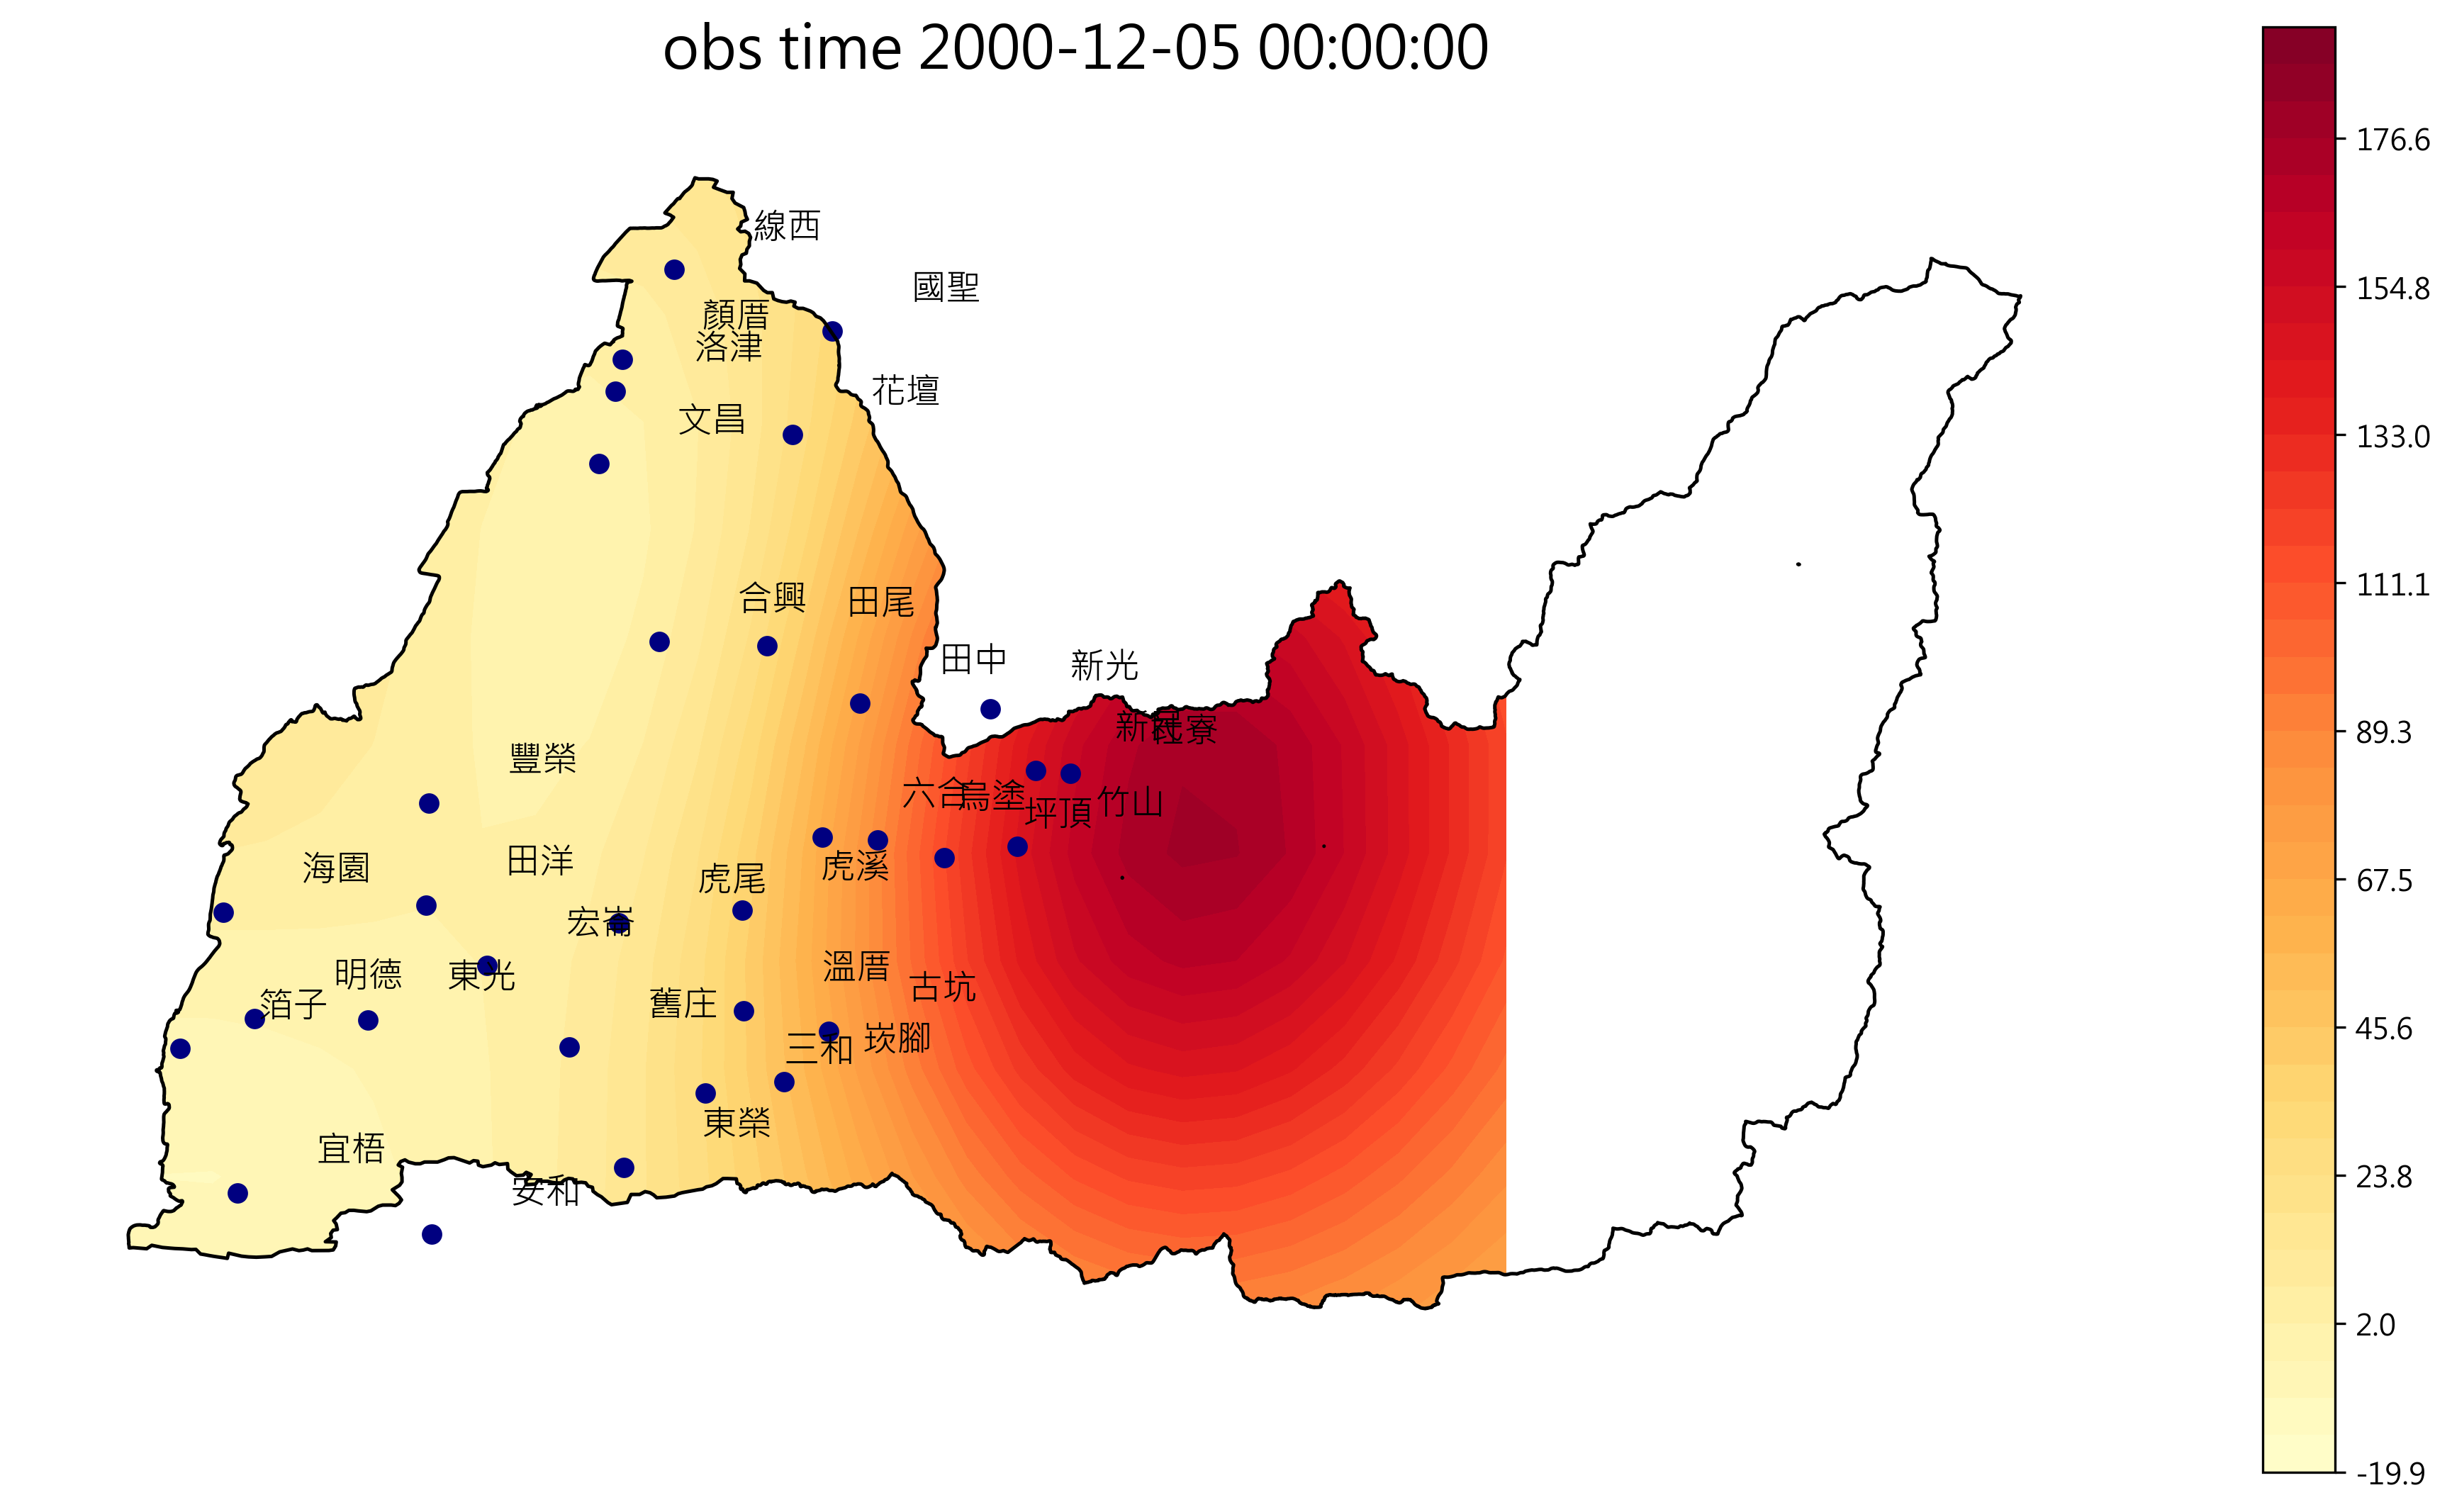 obs time 2000-12-05 00:00:00
線西
國聖
顏厝
洛津
花壇
文昌
合興
田尾
田中
新光
新民
社寮
豐榮
六合
烏塗
坪頂
竹山
海園
田洋
虎尾
虎溪
宏崙
明德
東光
溫厝
古坑
箔子
舊庄
三和
崁腳
東榮
宜梧
安和
176.6
154.8
133.0
111.1
89.3
67.5
45.6
23.8
2.0
-19.9